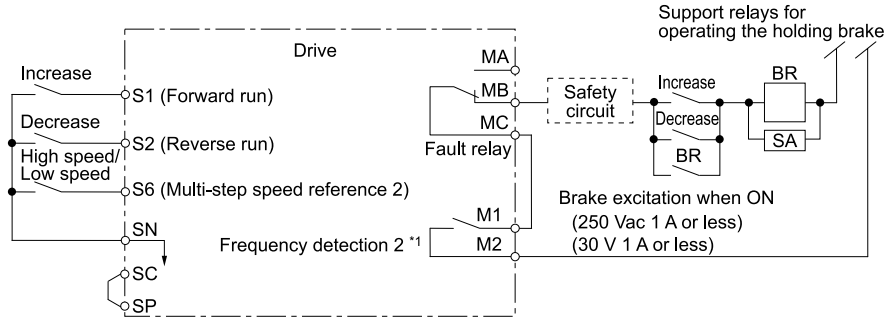 Support relays for
operating the holding brake
Drive
MA
Increase
S1 (Forward run)
MB
Safety
circuit
Increase
BR
Decrease
S2 (Reverse run)
MC
Fault relay
Decrease
SA
High speed/
Low speed
S6 (Multi-step speed reference 2)
BR
Brake excitation when ON
(250 Vac 1 A or less)
(30 V 1 A or less)
SN
M1
Frequency detection 2 *1
M2
SC
SP